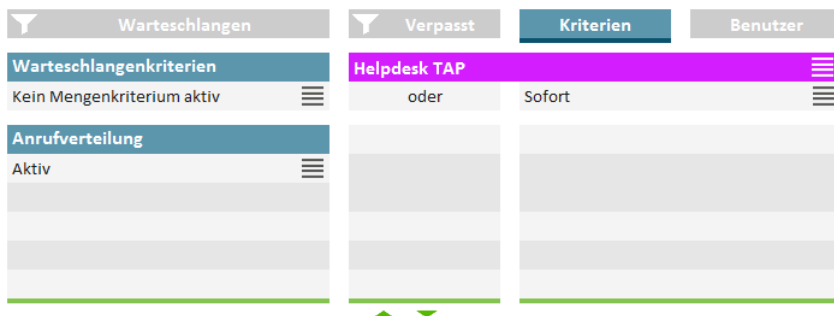 Warteschlangen
Verpasst
Kriterien
Benutzer
Warteschlangenkriterien
Helpdesk TAP
Kein Mengenkriterium aktiv
oder
Sofort
Anrufverteilung
Aktiv